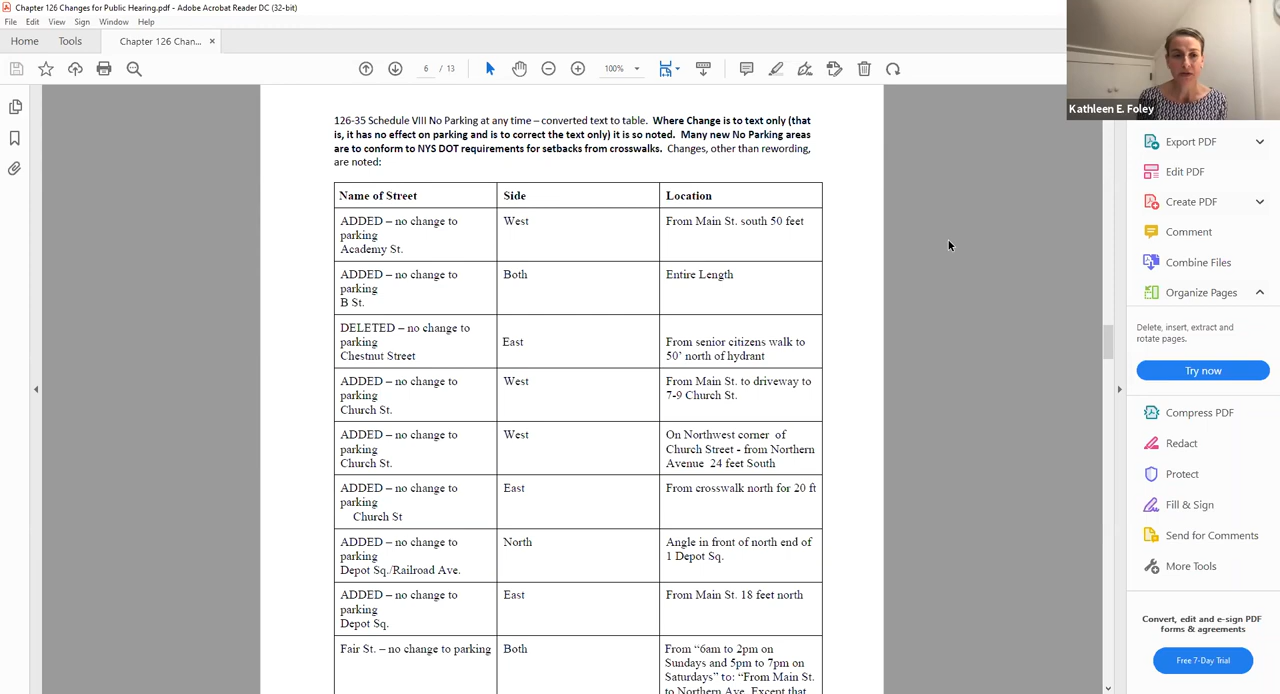 Chapter 126 Changes for Public Hearing.pdf - Adobe Acrobat Reader DC (32-bit)
File Edit View Sign Window Help
Home Tools Chapter 126 Chan... ×
6 / 13 100%
Kathleen E. Foley
126-35 Schedule VIII No Parking at any time – converted text to table. Where Change is to text only (that
is, it has no effect on parking and is to correct the text only) it is so noted. Many new No Parking areas
are to conform to NYS DOT requirements for setbacks from crosswalks. Changes, other than rewording,
are noted:
Name of Street Side Location
ADDED – no change to
parking
Academy St.
West
From Main St. south 50 feet
ADDED – no change to
parking
B St.
Both
Entire Length
DELETED – no change to
parking
Chestnut Street
East
From senior citizens walk to
50’ north of hydrant
ADDED – no change to
parking
Church St.
West
From Main St. to driveway to
7-9 Church St.
ADDED – no change to
parking
Church St.
West
On Northwest corner of
Church Street - from Northern
Avenue 24 feet South
ADDED – no change to
parking
Church St
East
From crosswalk north for 20 ft
ADDED – no change to
parking
Depot Sq./Railroad Ave.
North
Angle in front of north end of
1 Depot Sq.
ADDED – no change to
parking
Depot Sq.
East
From Main St. 18 feet north
Fair St. – no change to parking
Both
From “6am to 2pm on
Sundays and 5pm to 7pm on
Saturdays” to: “From Main St.
to Northern Ave. Except that
Export PDF
Edit PDF
Create PDF
Comment
Combine Files
Organize Pages
Delete, insert, extract and
rotate pages.
Try now
Compress PDF
Redact
Protect
Fill & Sign
Send for Comments
More Tools
Convert, edit and e-sign PDF
forms & agreements
Free 7-Day Trial